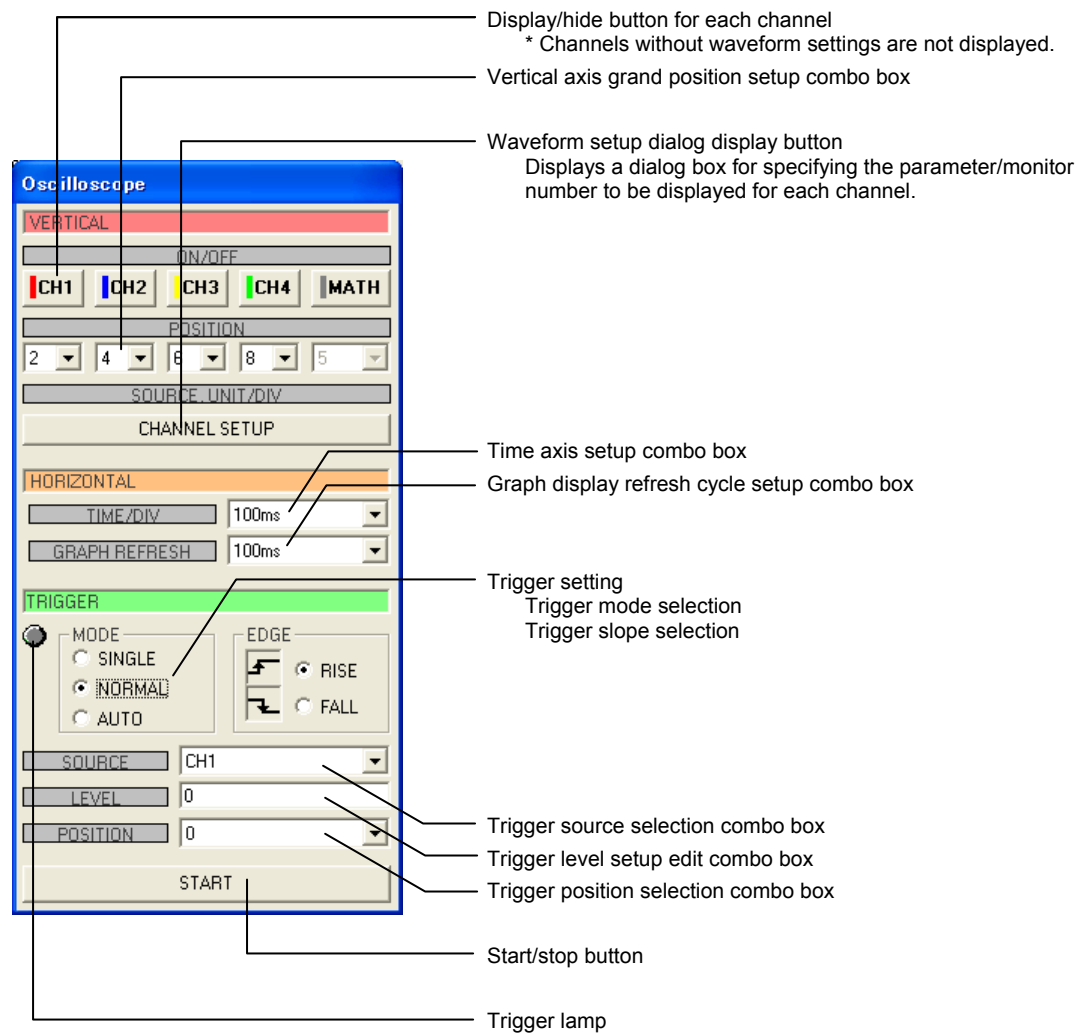 Display/hide button for each channel
* Channels without waveform settings are not displayed.
Vertical axis grand position setup combo box
Waveform setup dialog display button
Displays a dialog box for specifying the parameter/monitor
number to be displayed for each channel.
Oscilloscope
VERTICAL
ON/OFF
CH1 CH2 CH3 CH4 MATH
POSITION
2 4 6 8 5
SOURCE, UNIT/DIV
CHANNEL SETUP
Time axis setup combo box
HORIZONTAL
Graph display refresh cycle setup combo box
TIME/DIV 100ms
GRAPH REFRESH 100ms
Trigger setting
Trigger mode selection
Trigger slope selection
TRIGGER
MODE EDGE
SINGLE
RISE
NORMAL
FALL
AUTO
SOURCE CH1
LEVEL 0
POSITION 0
Trigger source selection combo box
Trigger level setup edit combo box
Trigger position selection combo box
START
Start/stop button
Trigger lamp